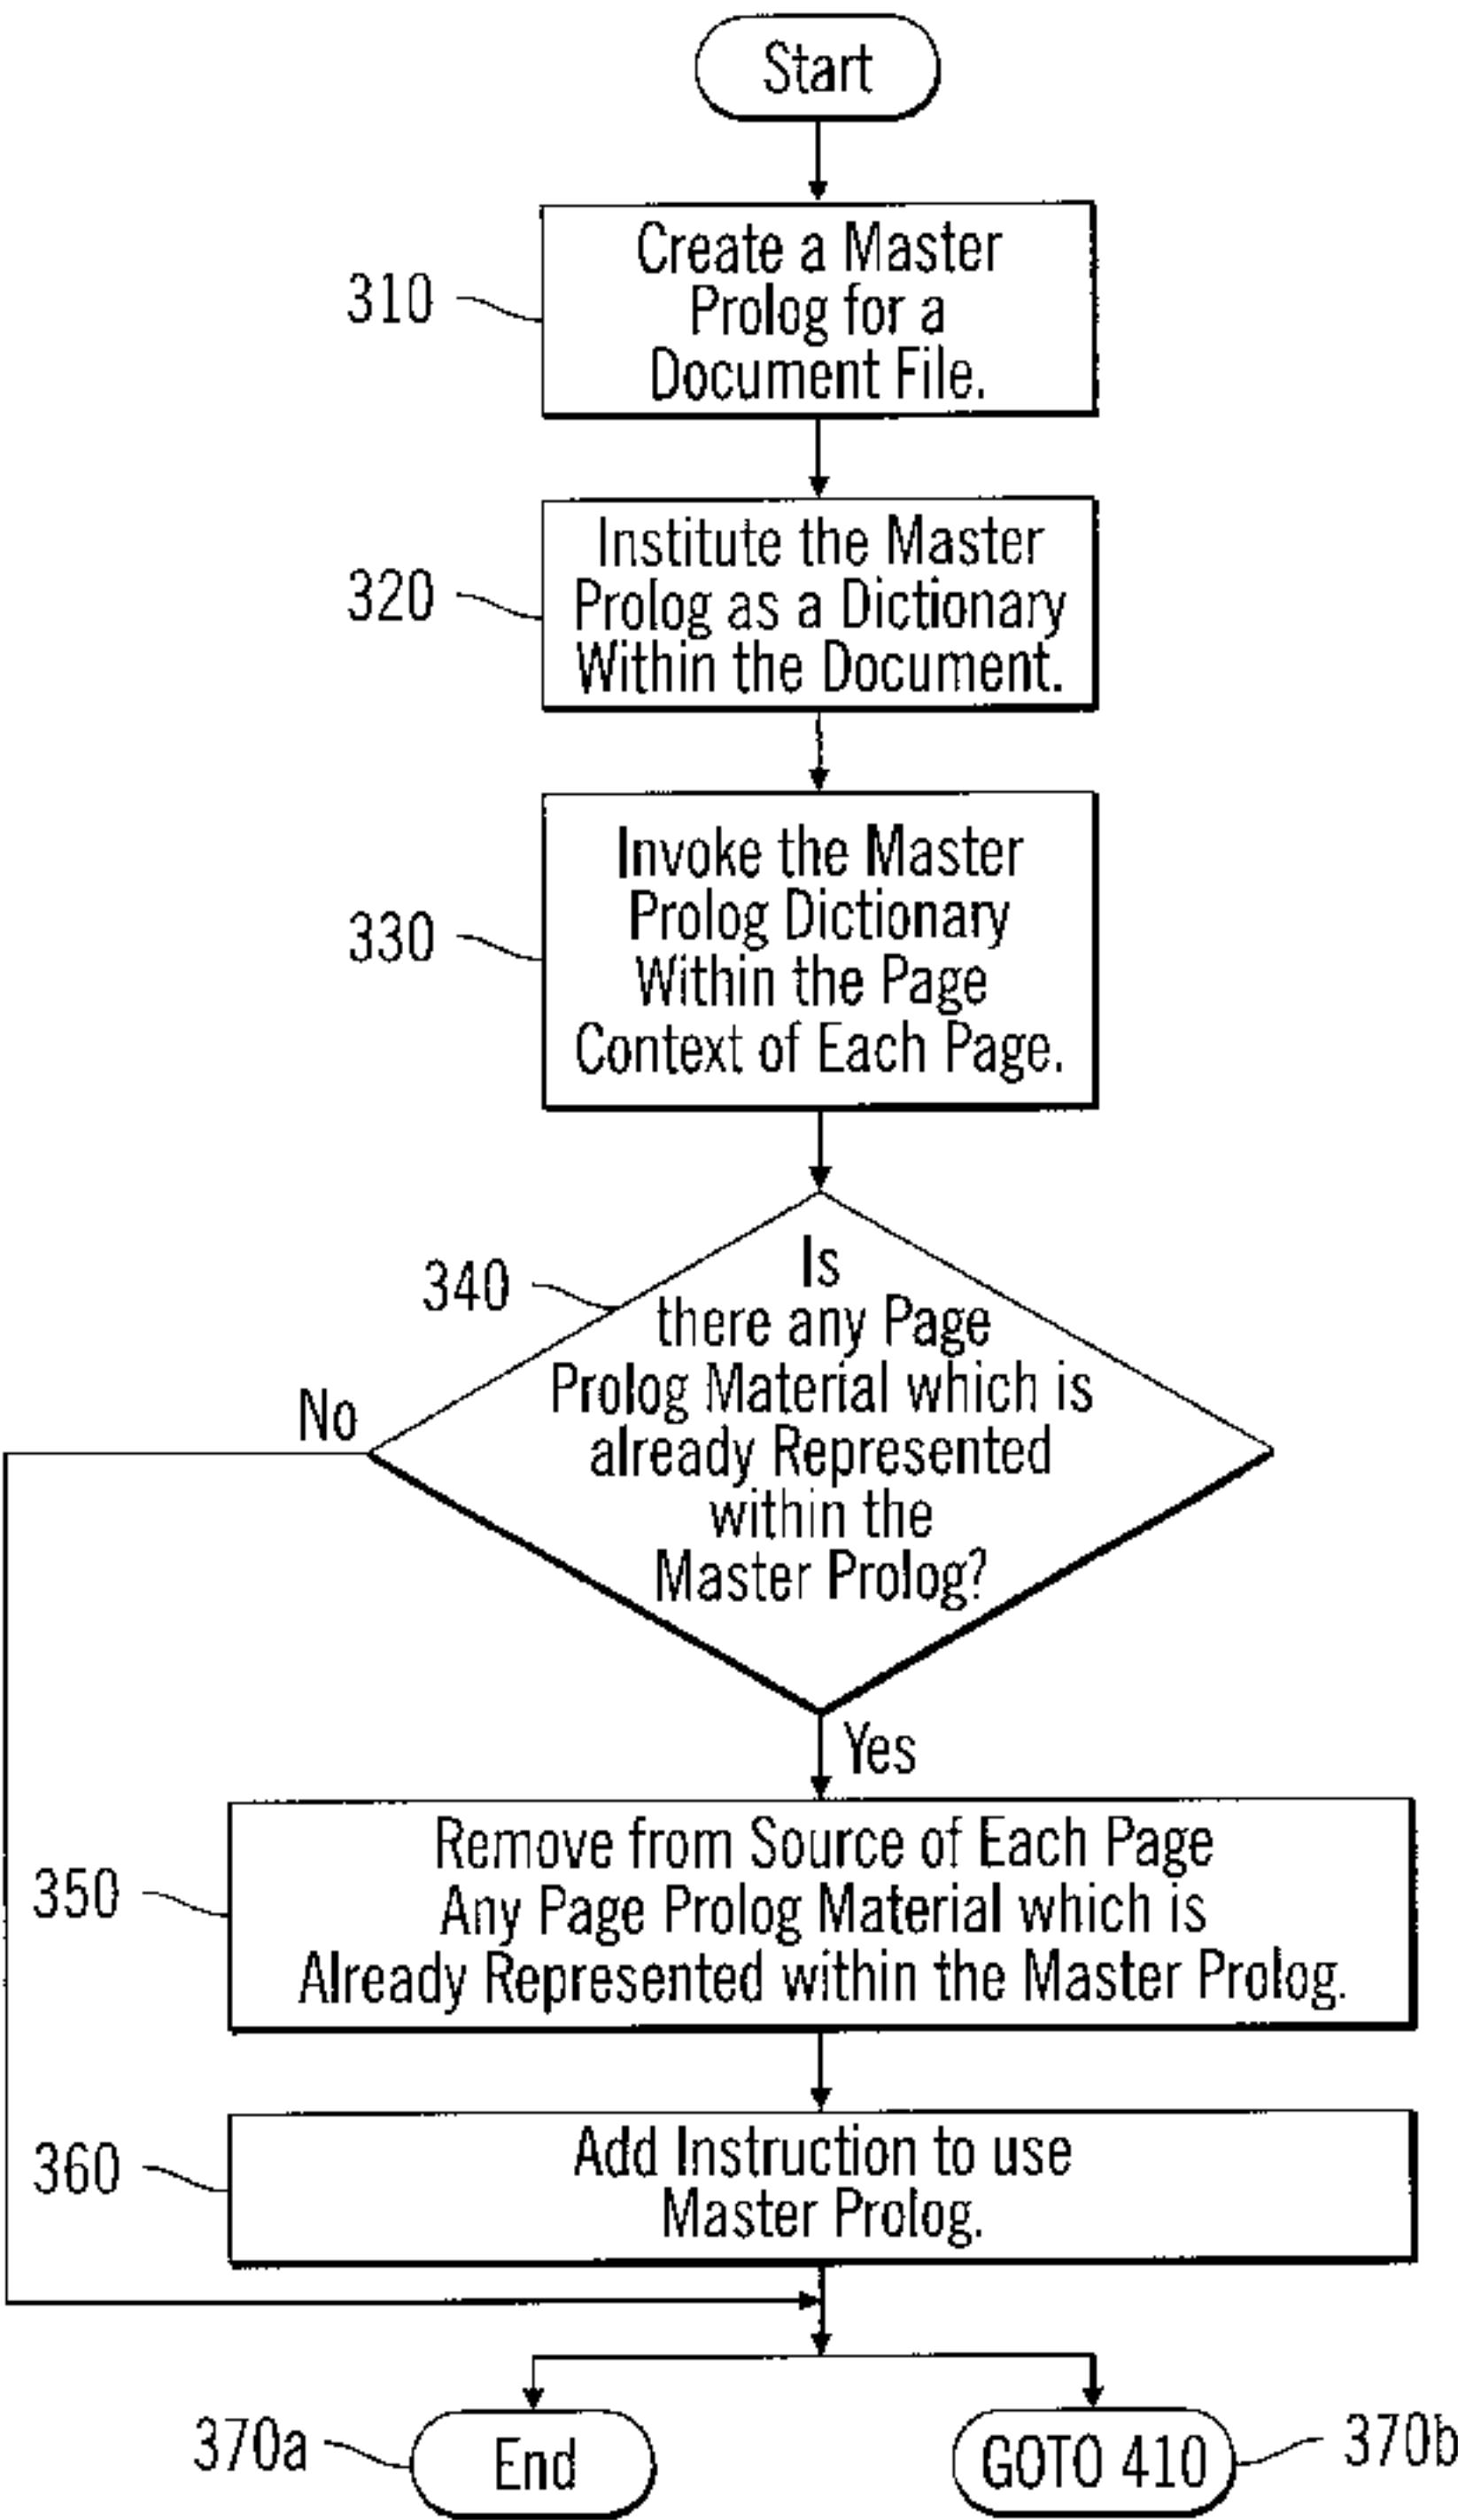 Start
310
Create a Master
Prolog for a
Document File.
320
Institute the Master
Prolog as a Dictionary
Within the Document.
330
Invoke the Master
Prolog Dictionary
Within the Page
Context of Each Page.
340
Is
there any Page
Prolog Material which is
already Represented
within the
Master Prolog?
No
Yes
350
Remove from Source of Each Page
Any Page Prolog Material which is
Already Represented within the Master Prolog.
360
Add Instruction to use
Master Prolog.
370a
End
GOTO 410
370b